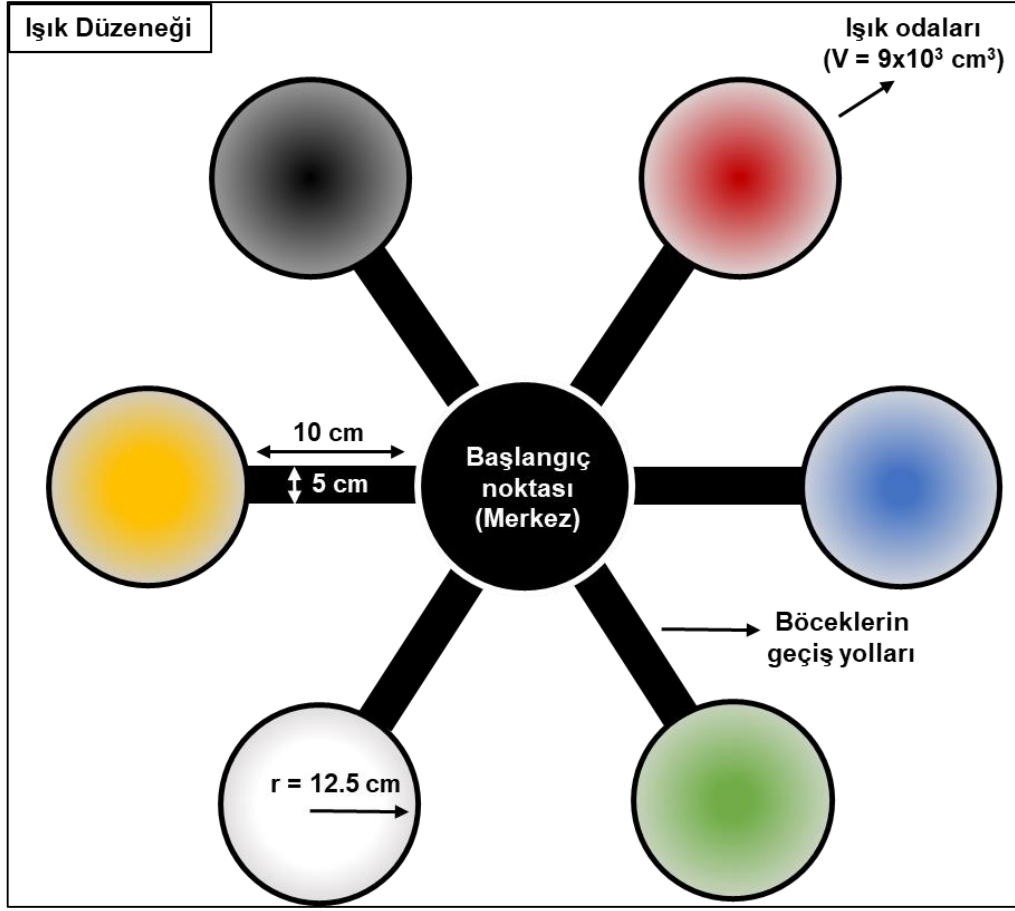 Işık Düzeneği
Işık odaları
(V = 9x10³ cm³)
10 cm
5 cm
Başlangıç
noktası
(Merkez)
Böceklerin
geçiş yolları
r = 12.5 cm